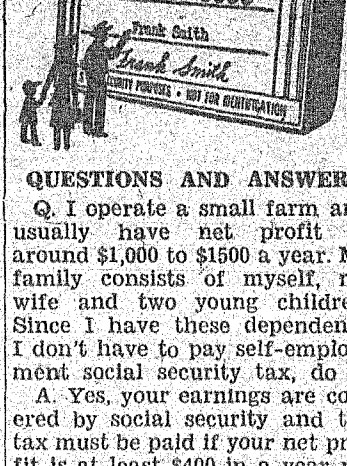 Frank Smith
Frank Smith
SECURITY PURPOSES • NOT FOR IDENTIFICATION
QUESTIONS AND ANSWER
Q. I operate a small farm a
usually have net profit
around $1,000 to $1500 a year. M
family consists of myself,
wife and two young childre
Since I have these dependen
I don't have to pay self-emplo
ment social security tax, do
A. Yes, your earnings are co
ered by social security and t
tax must be paid if your net pr
fit is at least $400 in a year